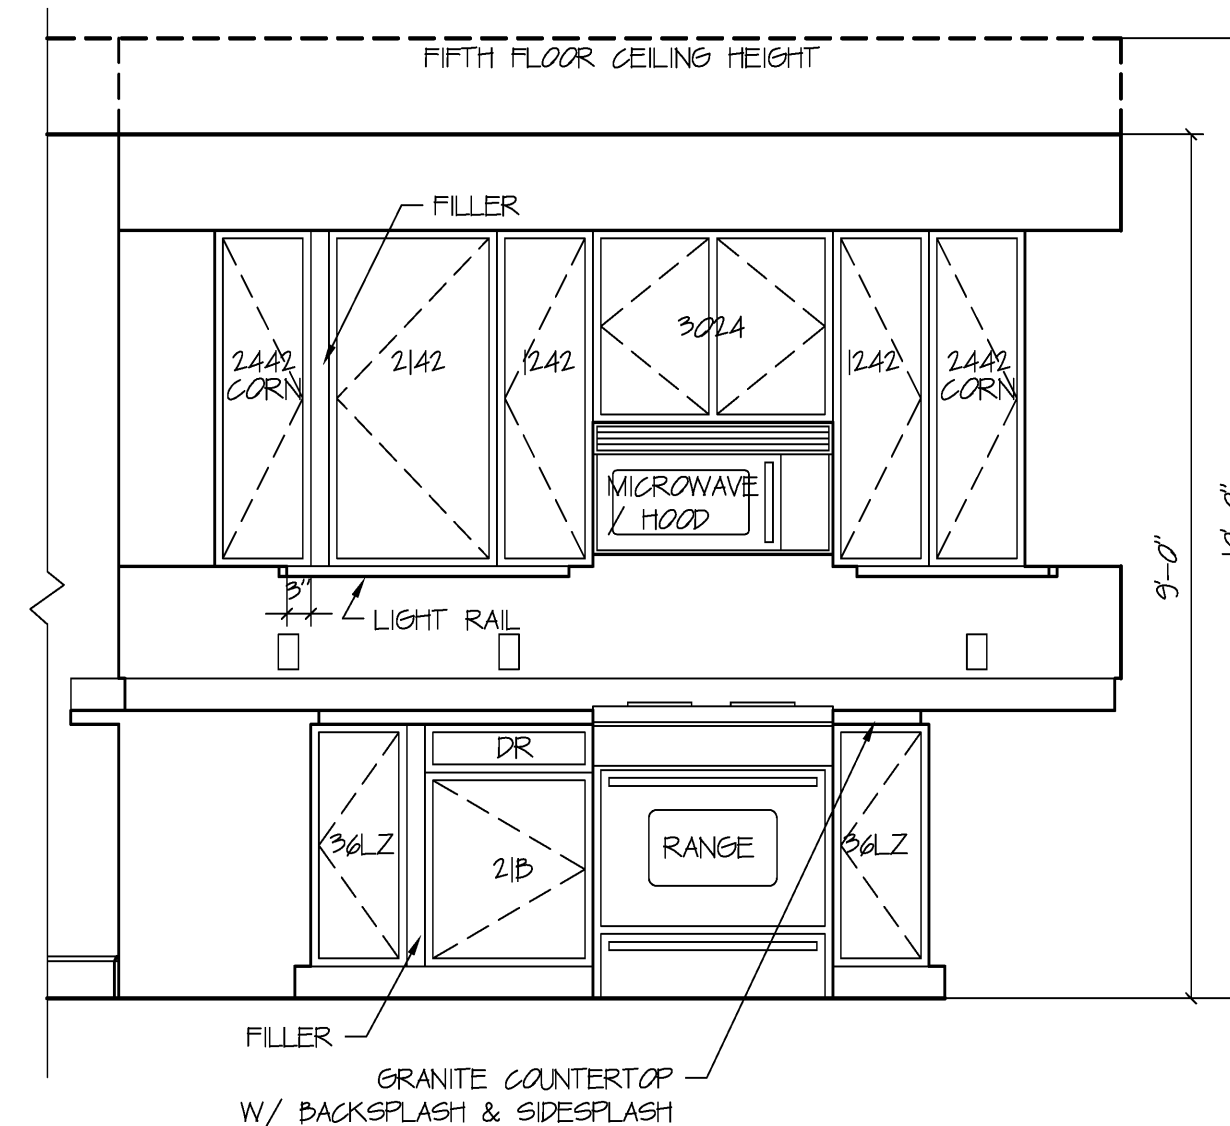 FIFTH FLOOR CEILING HEIGHT
FILLER
2442
CORN
2142
1242
3024
1242
2442
CORN
MICROWAVE
/ HOOD
9'-0"
3"
LIGHT RAIL
DR
36LZ
21B
RANGE
36LZ
FILLER
GRANITE COUNTERTOP
W/ BACKSPLASH & SIDESPLASH